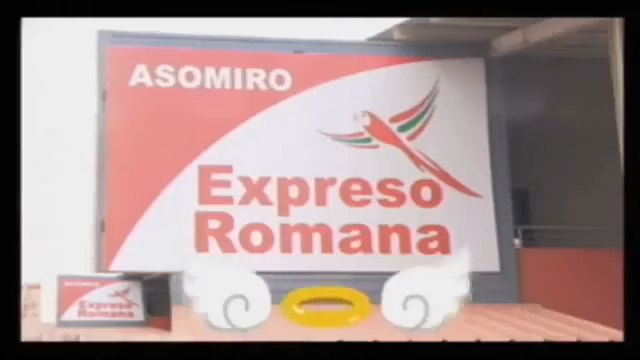 ASOMIRO
Expreso
Romana
Expreso
Romana